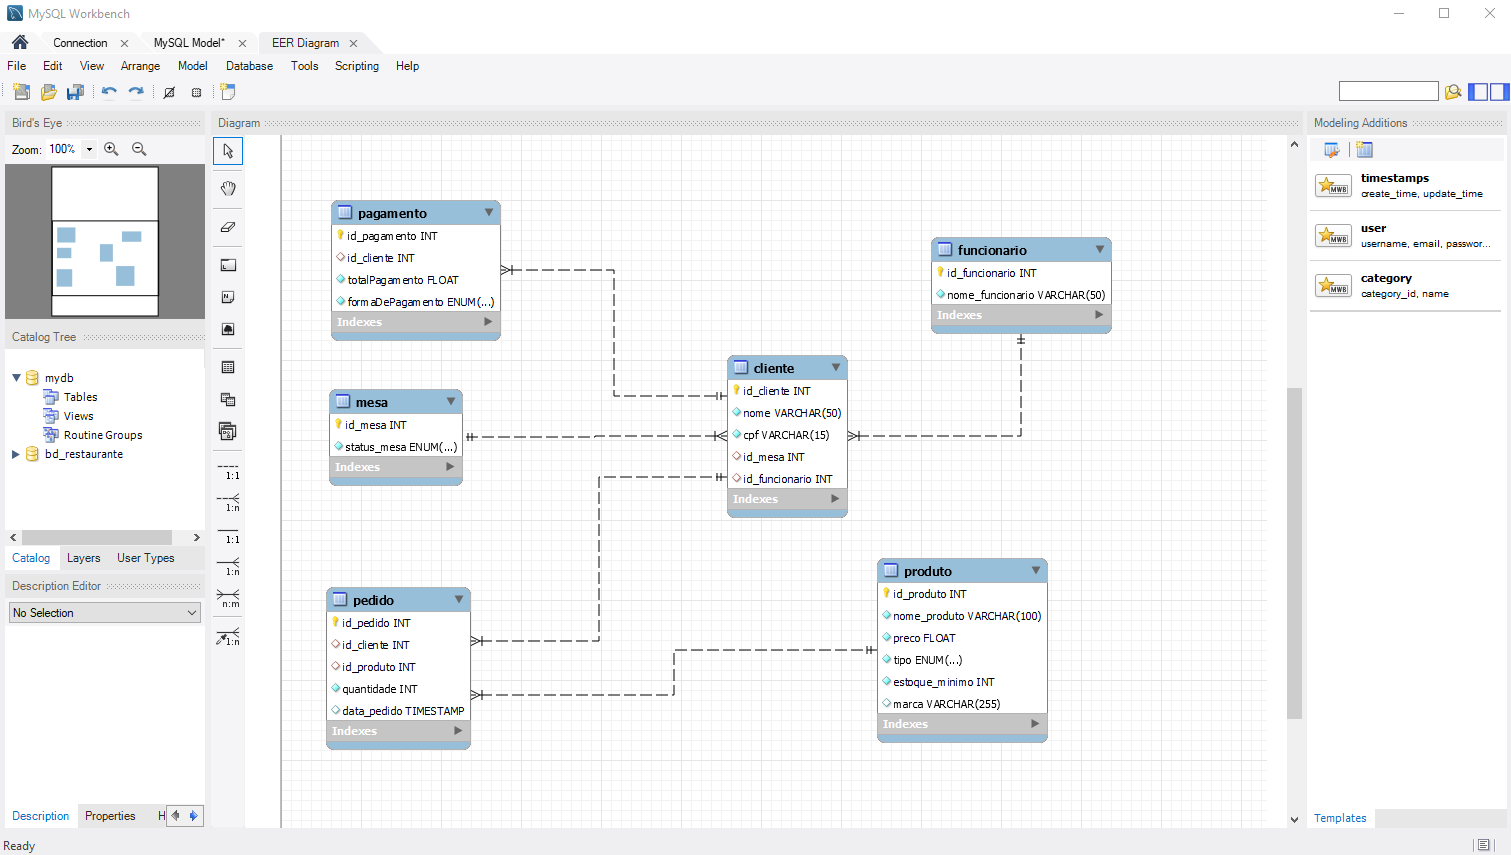 MySQL Workbench
Connection
MySQL Model*
EER Diagram
File Edit View Arrange Model Database Tools Scripting Help
Bird's Eye
Zoom: 100%
Catalog Tree
mydb
Tables
Views
Routine Groups
bd_restaurante
Catalog Layers User Types
Description Editor
No Selection
Description Properties H
Ready
Diagram
1:1
1:n
1:1
1:n
n:m
1:n
pagamento
id_pagamento INT
id_cliente INT
totalPagamento FLOAT
formaDePagamento ENUM(...)
Indexes
mesa
id_mesa INT
status_mesa ENUM(...)
Indexes
pedido
id_pedido INT
id_cliente INT
id_produto INT
quantidade INT
data_pedido TIMESTAMP
Indexes
cliente
id_cliente INT
nome VARCHAR(50)
cpf VARCHAR(15)
id_mesa INT
id_funcionario INT
Indexes
funcionario
id_funcionario INT
nome_funcionario VARCHAR(50)
Indexes
produto
id_produto INT
nome_produto VARCHAR(100)
preco FLOAT
tipo ENUM(...)
estoque_minimo INT
marca VARCHAR(255)
Indexes
Modeling Additions
timestamps
create_time, update_time
user
username, email, passwor...
category
category_id, name
Templates